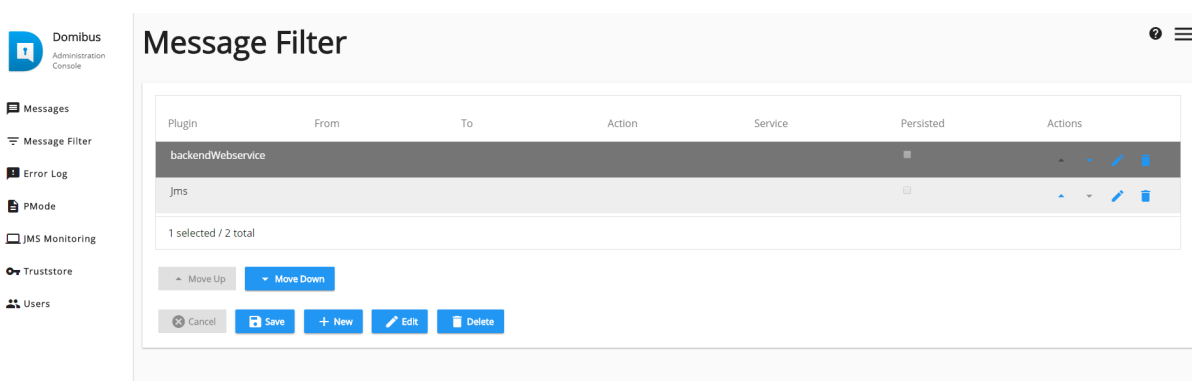 Domibus
Administration
Console
Message Filter
Messages
Message Filter
Error Log
PMode
JMS Monitoring
Truststore
Users
Plugin From To Action Service Persisted Actions
backendWebservice
Jms
1 selected / 2 total
Move Up Move Down
Cancel Save New Edit Delete